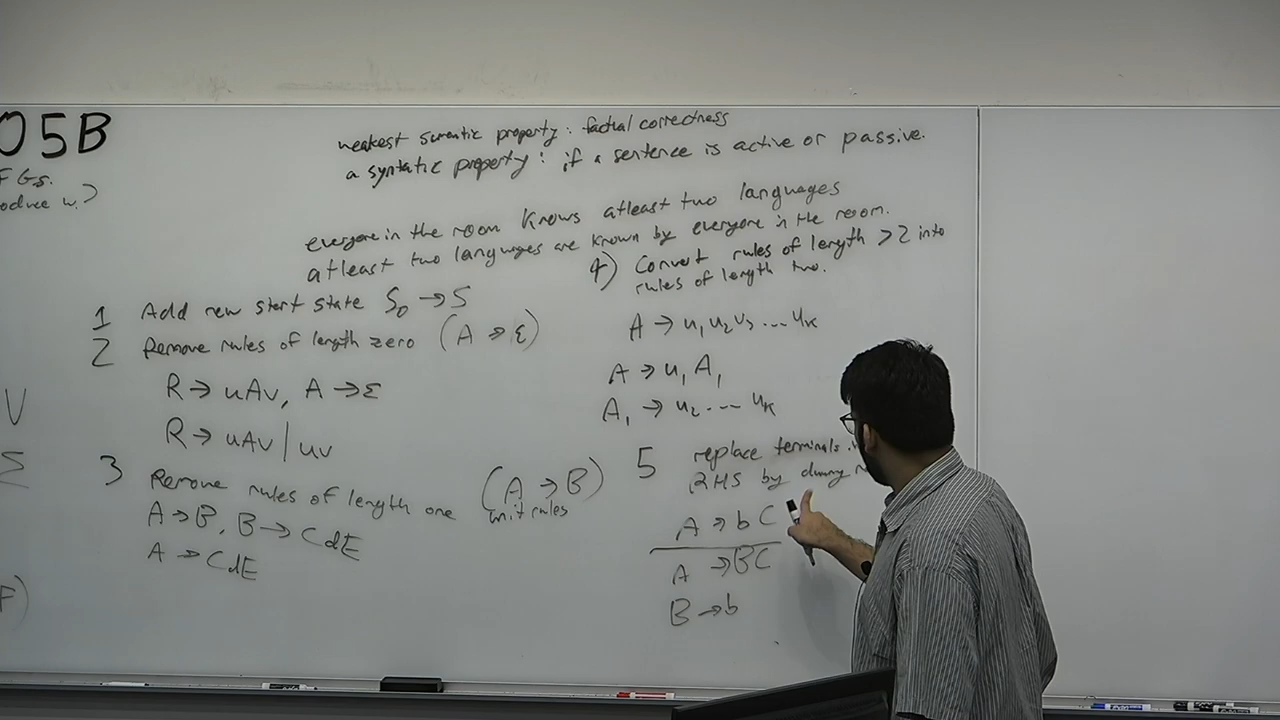 05B
FGs.
oduce w.?
weakest semantic property: factual correctness
a syntatic property: if a sentence is active or passive.
everyone in the room knows atleast two languages
atleast two languages are known by everyone in the room.
1 Add new start state S₀ → S
2 Remove rules of length zero (A → ε)
R → uAv, A → ε
R → uAv | uv
3 Remove rules of length one (A → B)
unit rules
A → B, B → CdE
A → CdE
4) Convert rules of length >2 into
rules of length two.
A → u₁u₂u₃...uₖ
A → u₁A₁
A₁ → u₂....uₖ
5 replace terminals
RHS by dummy
A → bC
A → BC
B → b
V
Σ
F)